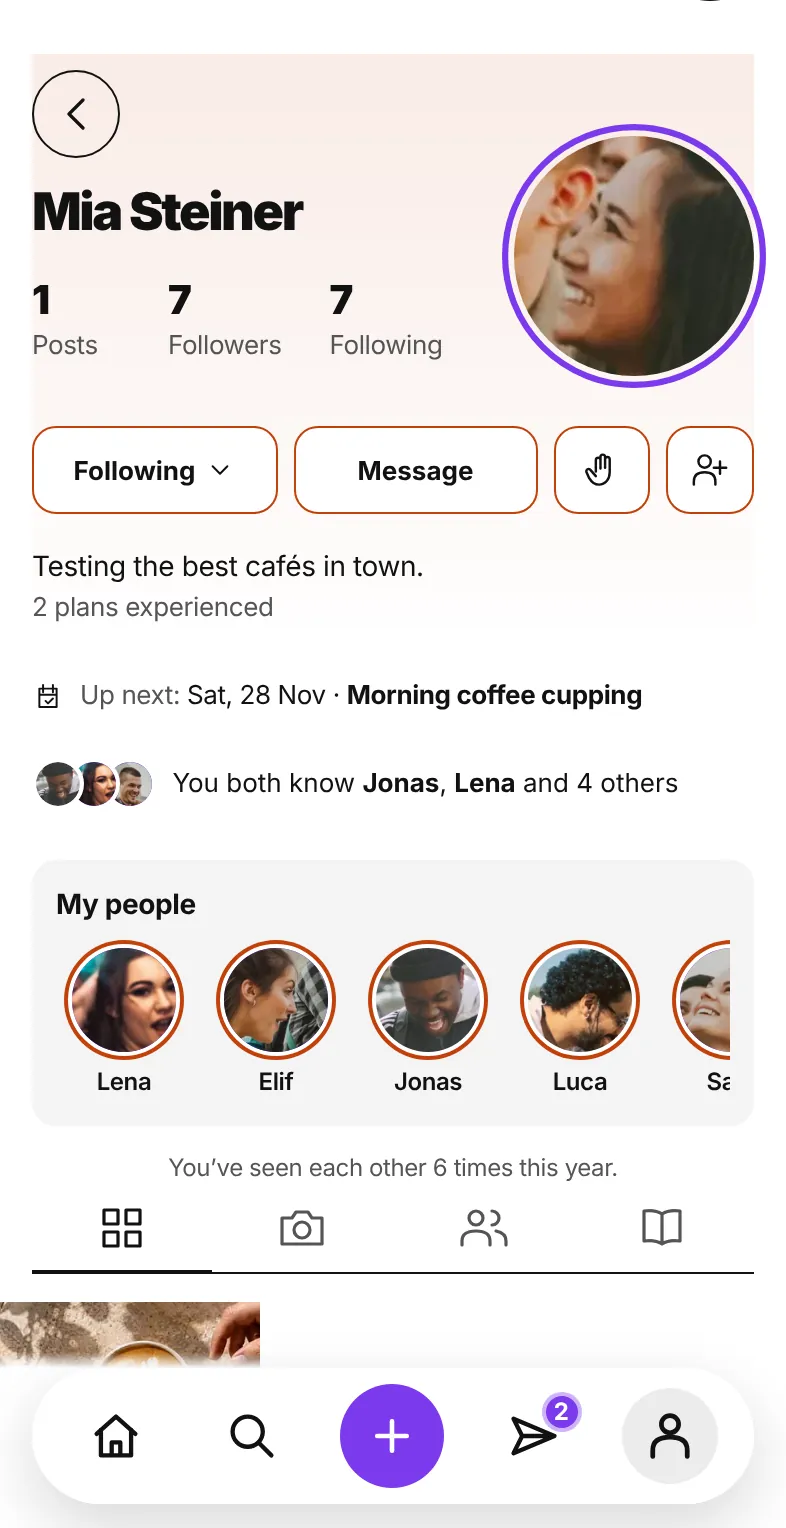 Mia Steiner
1 7 7
Posts Followers Following
Following Message
Testing the best cafés in town.
2 plans experienced
Up next: Sat, 28 Nov · Morning coffee cupping
You both know Jonas, Lena and 4 others
My people
Lena Elif Jonas Luca Sa
You’ve seen each other 6 times this year.
2